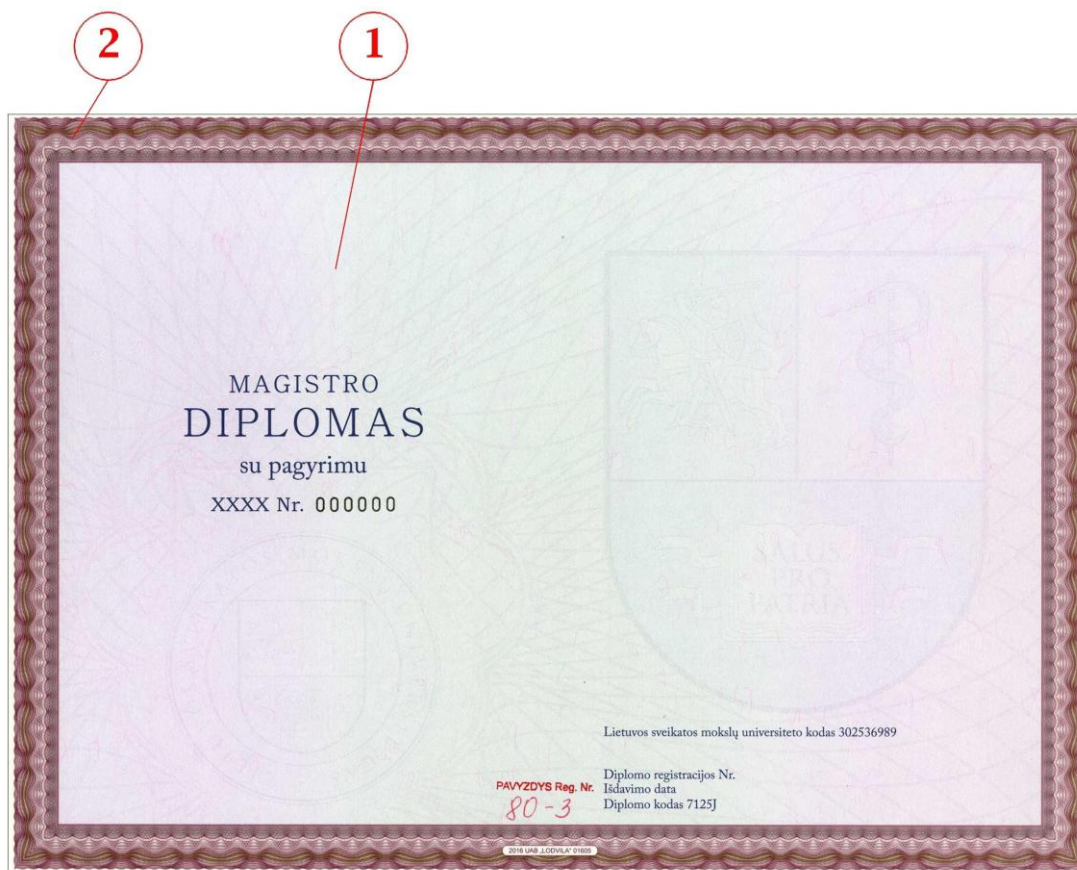 2
1
MAGISTRO
DIPLOMAS
su pagyrimu
XXXX Nr. 000000
SALUS
PRO
PATRIA
Lietuvos sveikatos mokslų universiteto kodas 302536989
PAVYZDYS Reg. Nr.
80-3
Diplomo registracijos Nr.
Išdavimo data
Diplomo kodas 7125J
2016 UAB „LODVILA“ 01605